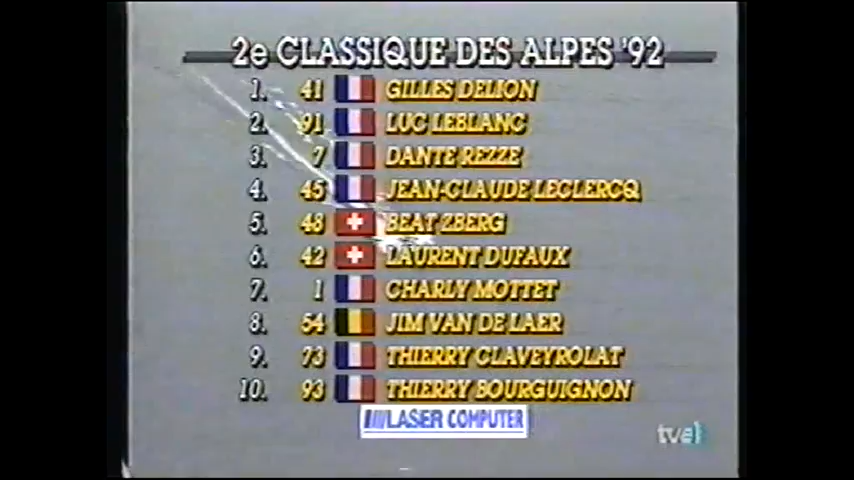 2e CLASSIQUE DES ALPES '92
1. 41 GILLES DELION
2. 91 LUC LEBLANC
3. 7 DANTE REZZE
4. 45 JEAN-CLAUDE LECLERCQ
5. 48 BEAT ZBERG
6. 42 LAURENT DUFAUX
7. 1 CHARLY MOTTET
8. 54 JIM VAN DE LAER
9. 73 THIERRY CLAVEYROLAT
10. 93 THIERRY BOURGUIGNON
LASER COMPUTER
tve1